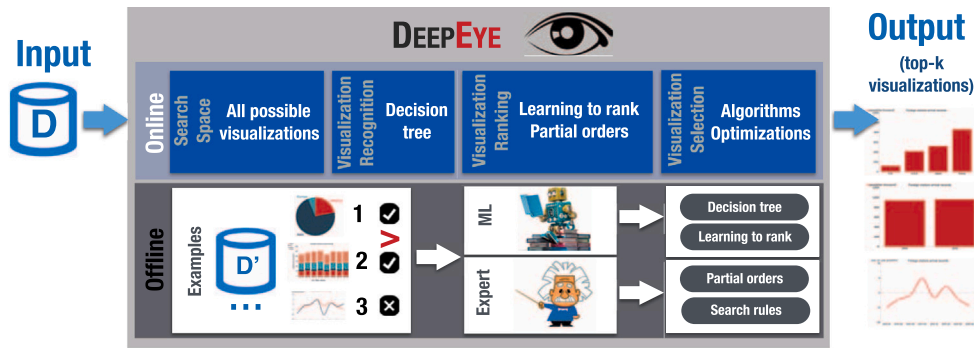 DEEPEYE
Input
D
Output
(top-k
visualizations)
Online
Search
Space
All possible
visualizations
Visualization
Recognition
Decision
tree
Visualization
Ranking
Learning to rank
Partial orders
Visualization
Selection
Algorithms
Optimizations
Offline
Examples
D'
...
1
>
2
3
ML
Expert
Decision tree
Learning to rank
Partial orders
Search rules